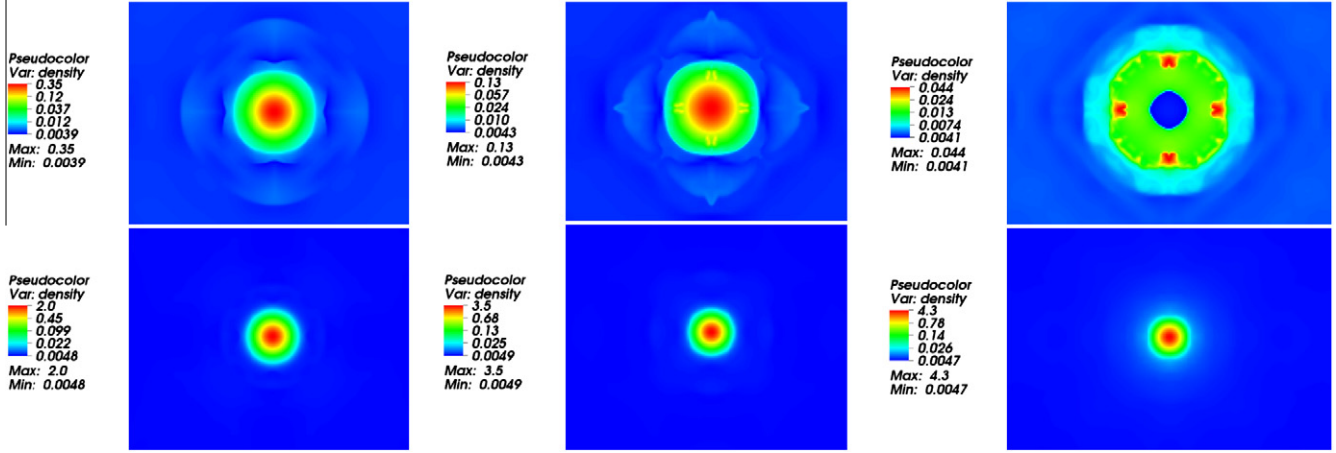 Pseudocolor
Var: density
0.35
0.12
0.037
0.012
0.0039
Max: 0.35
Min: 0.0039
Pseudocolor
Var: density
0.13
0.057
0.024
0.010
0.0043
Max: 0.13
Min: 0.0043
Pseudocolor
Var: density
0.044
0.024
0.013
0.0074
0.0041
Max: 0.044
Min: 0.0041
Pseudocolor
Var: density
2.0
0.45
0.099
0.022
0.0048
Max: 2.0
Min: 0.0048
Pseudocolor
Var: density
3.5
0.68
0.13
0.025
0.0049
Max: 3.5
Min: 0.0049
Pseudocolor
Var: density
4.3
0.78
0.14
0.026
0.0047
Max: 4.3
Min: 0.0047